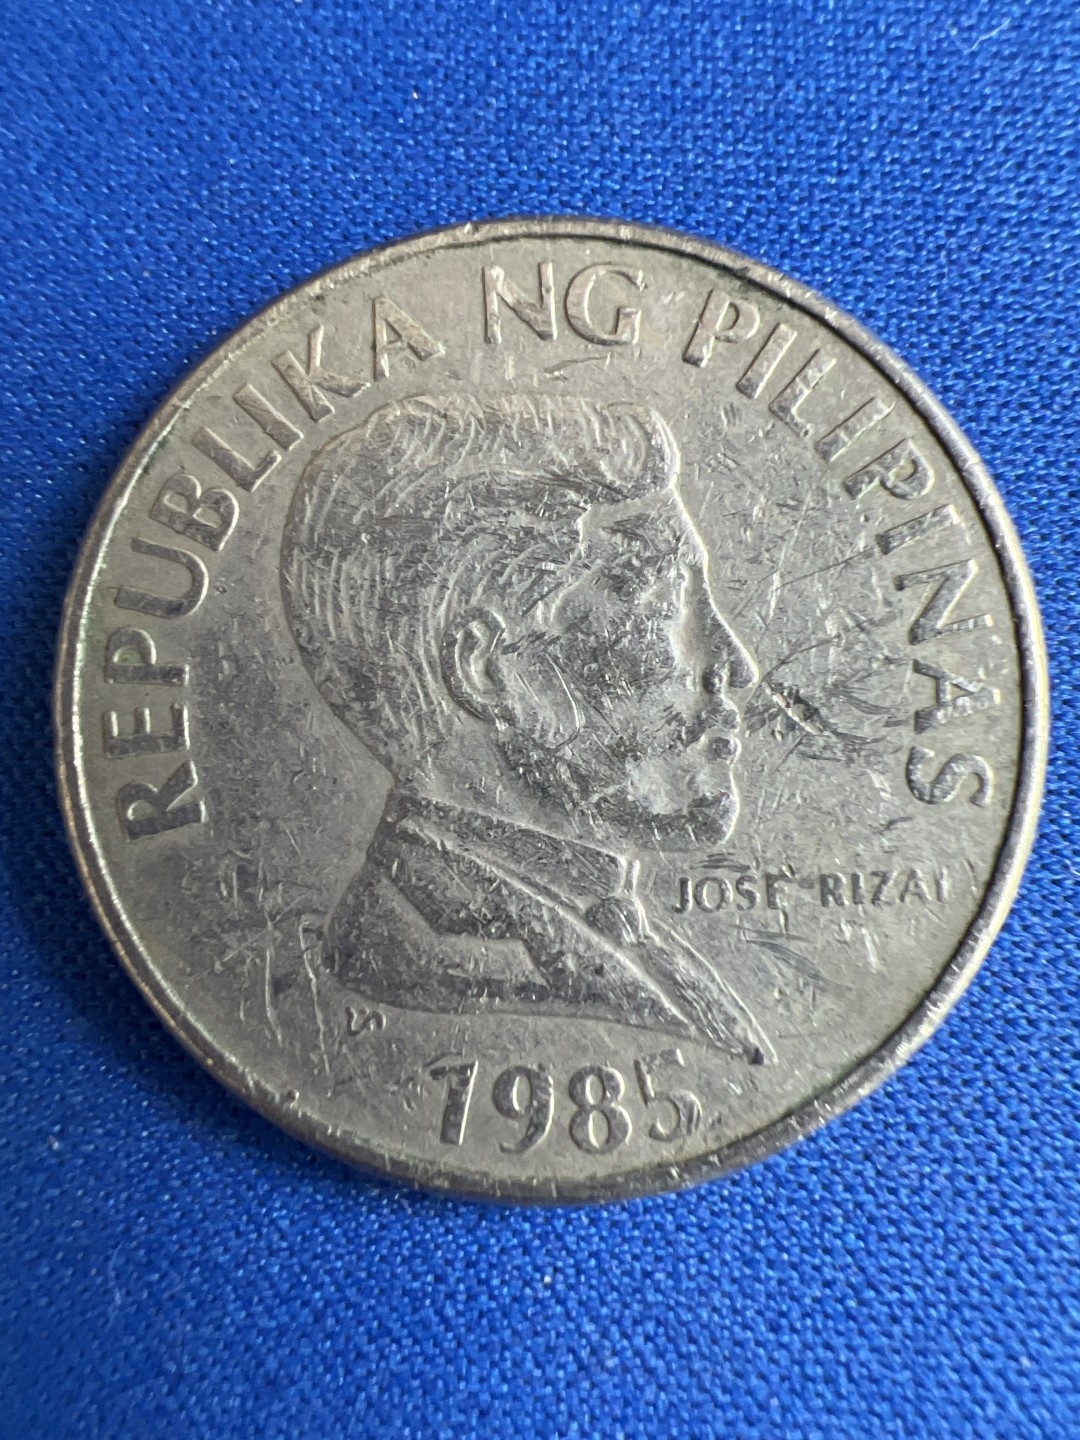 REPUBLIKA NG PILIPINAS
JOSE RIZAL
S
1985